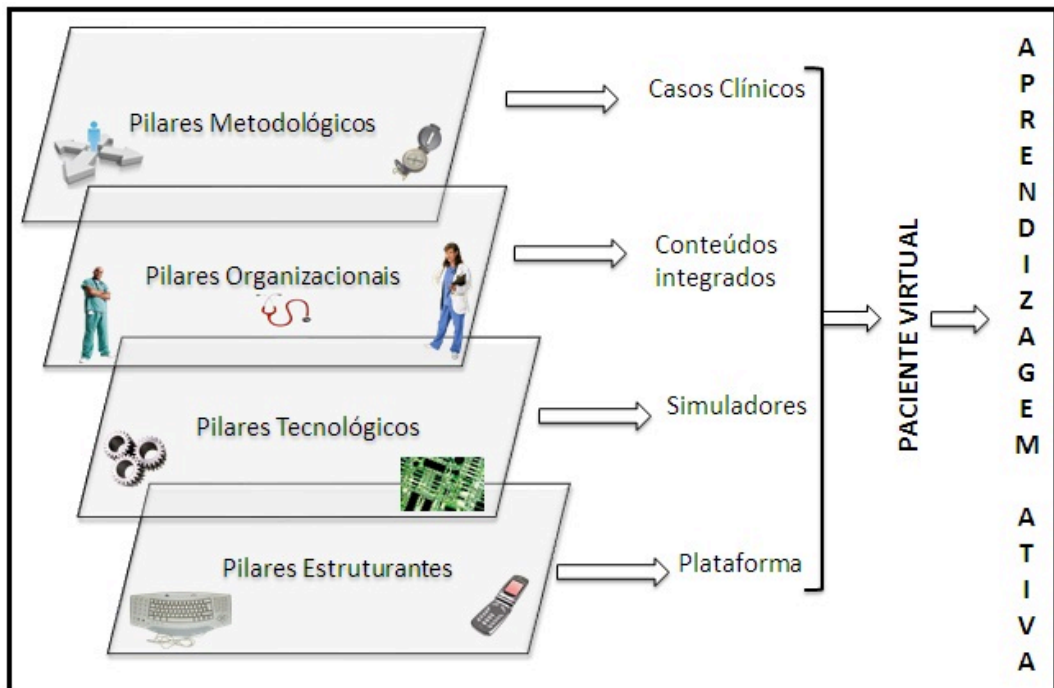 Pilares Metodológicos
Casos Clínicos
Pilares Organizacionais
Conteúdos
integrados
Pilares Tecnológicos
Simuladores
Pilares Estruturantes
Plataforma
PACIENTE VIRTUAL
APRENDIZAGEM ATIVA